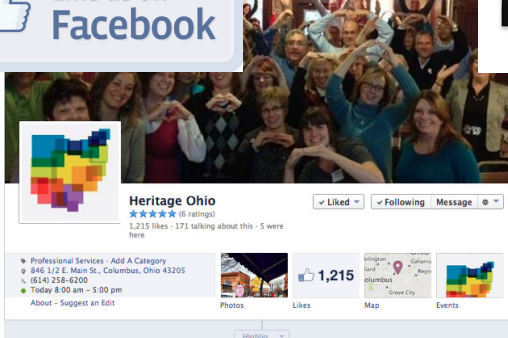 Facebook
Heritage Ohio
(6 ratings)
1,215 likes · 171 talking about this · 5 were
here
✓ Liked
✓ Following
Message
Professional Services · Add A Category
846 1/2 E. Main St., Columbus, Ohio 43205
(614) 258-6200
Today 8:00 am – 5:00 pm
About – Suggest an Edit
1,215
Grove City
Photos
Likes
Map
Events